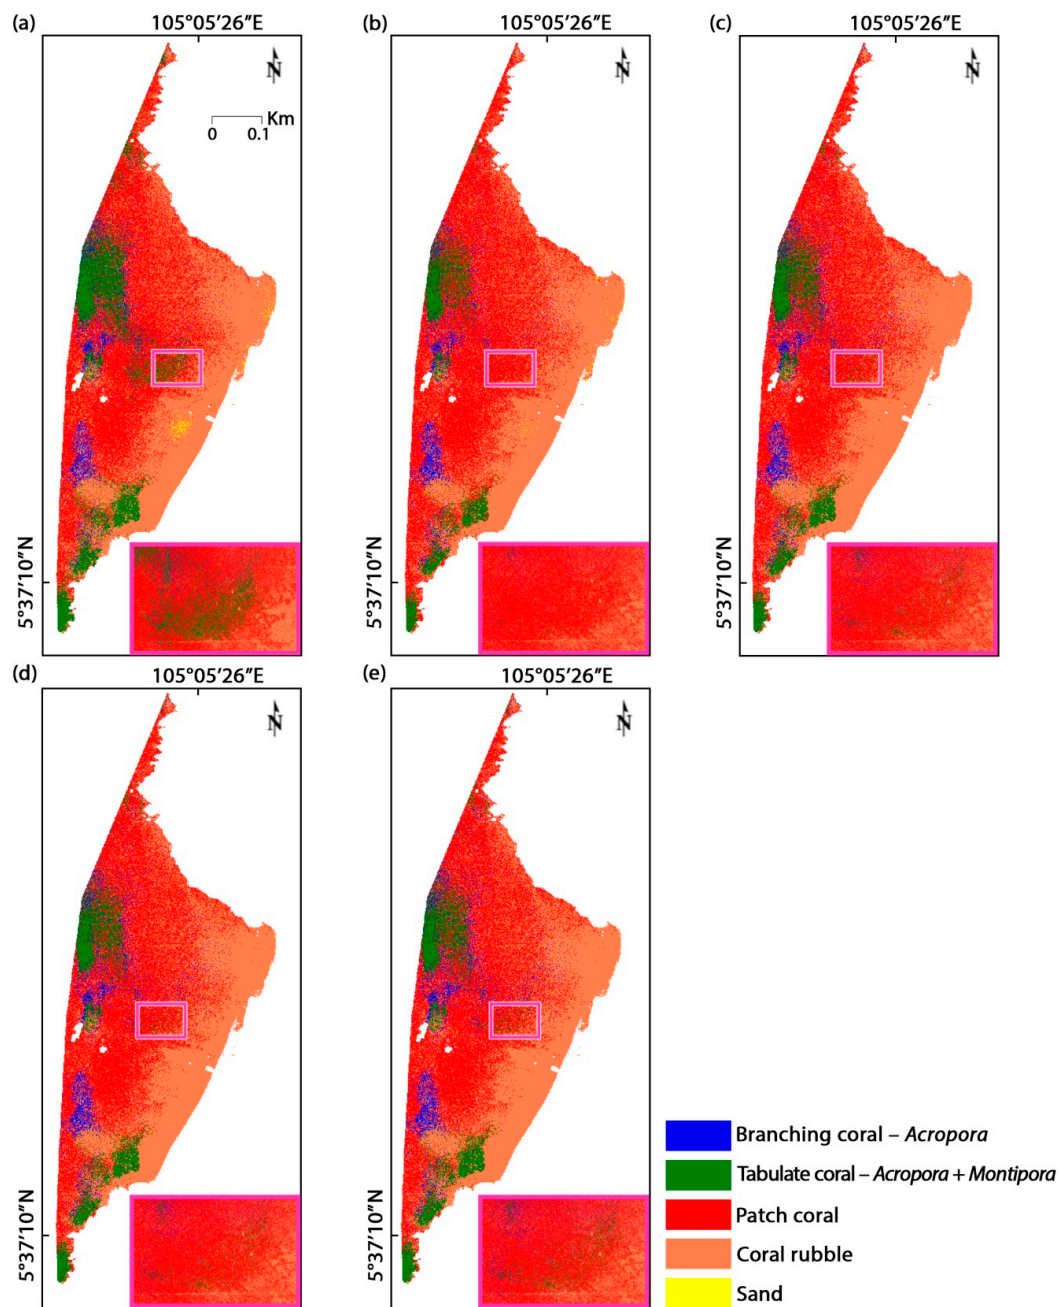 (a) 105°05′26″E (b) 105°05′26″E (c) 105°05′26″E
N N N
Km
0 0.1
5°37′10″N 5°37′10″N 5°37′10″N
(d) 105°05′26″E (e) 105°05′26″E
N N
5°37′10″N 5°37′10″N
Branching coral – Acropora
Tabulate coral – Acropora + Montipora
Patch coral
Coral rubble
Sand